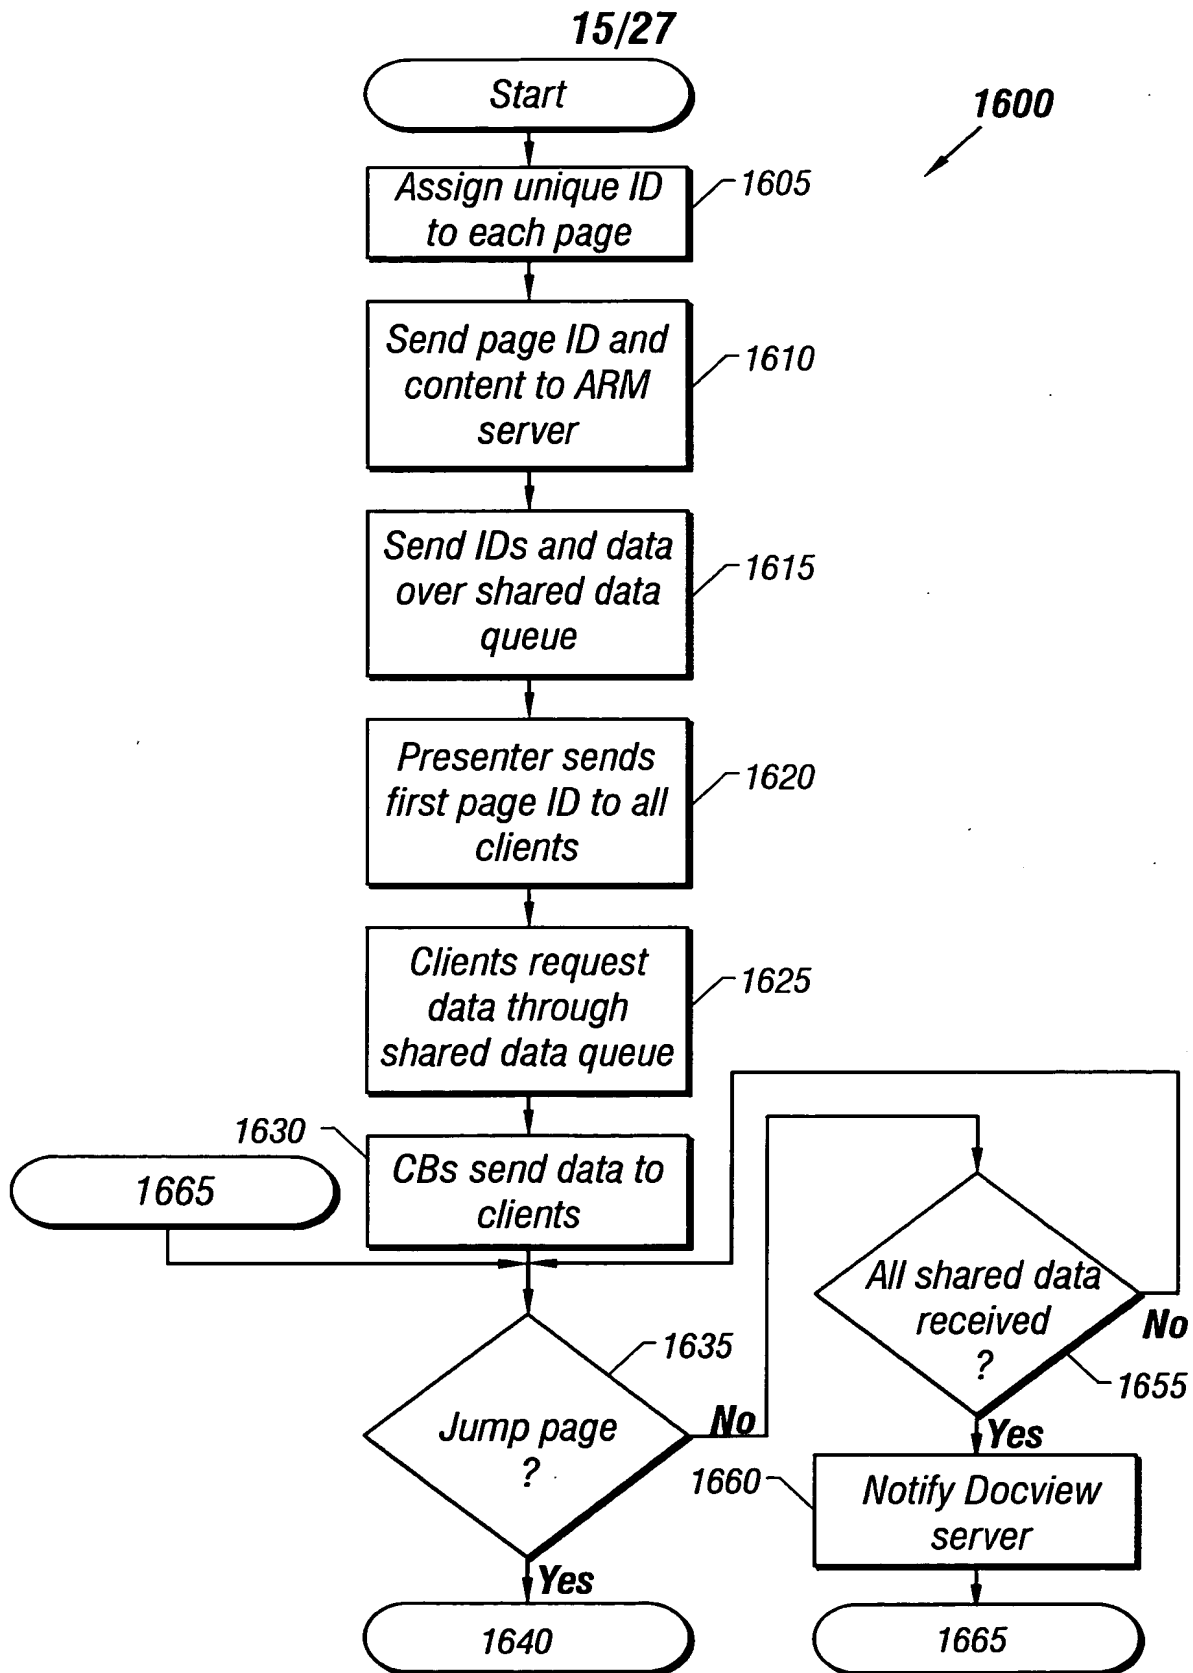 15/27
Start
1600
Assign unique ID
to each page
1605
Send page ID and
content to ARM
server
1610
Send IDs and data
over shared data
queue
1615
Presenter sends
first page ID to all
clients
1620
Clients request
data through
shared data queue
1625
1630
CBs send data to
clients
1665
All shared data
received
?
No
1655
1635
Jump page
?
No
Yes
1660
Notify Docview
server
Yes
1640
1665